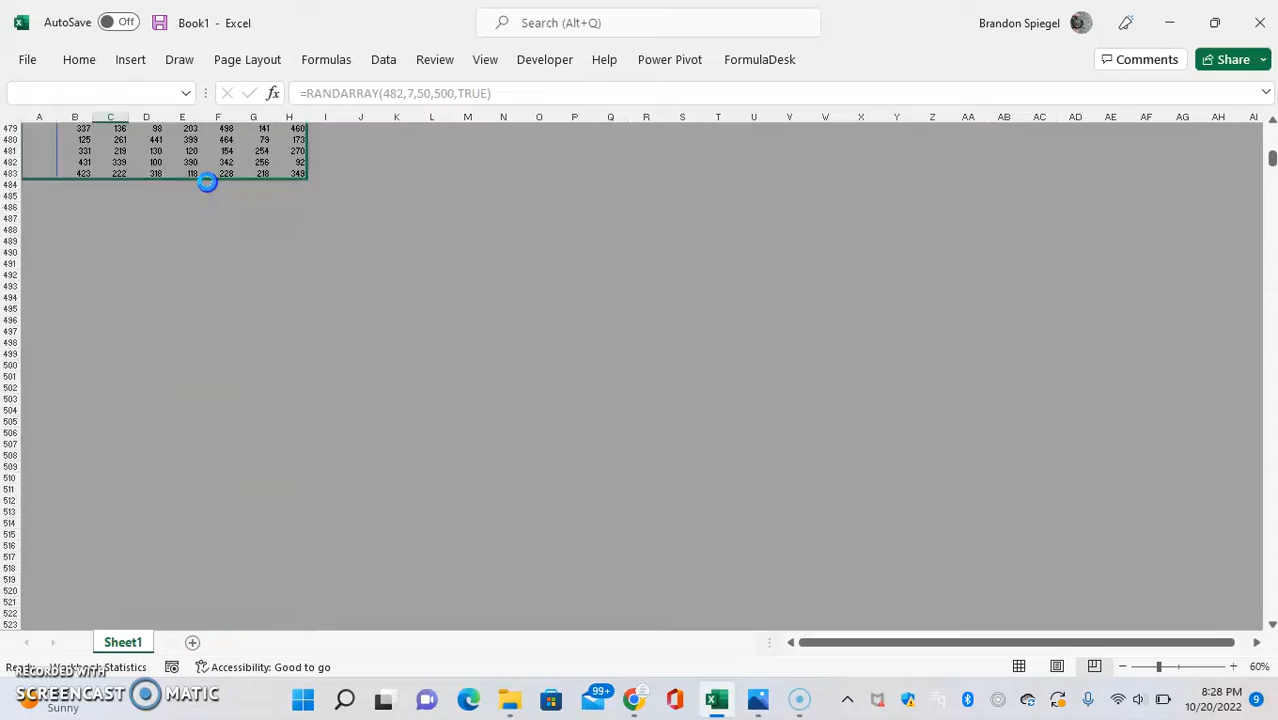 AutoSave Off Book1 - Excel Search (Alt+Q) Brandon Spiegel
File Home Insert Draw Page Layout Formulas Data Review View Developer Help Power Pivot FormulaDesk Comments Share
fx =RANDARRAY(482,7,50,500,TRUE)
A B C D E F G H I J K L M N O P Q R S T U V W X Y Z AA AB AC AD AE AF AG AH AI
479 337 136 98 203 498 141 460
480 125 261 441 399 464 79 173
481 331 219 130 120 154 254 270
482 431 339 100 390 342 256 92
483 423 222 318 118 228 218 349
484
485
486
487
488
489
490
491
492
493
494
495
496
497
498
499
500
501
502
503
504
505
506
507
508
509
510
511
512
513
514
515
516
517
518
519
520
521
522
523
Sheet1
Statistics Accessibility: Good to go 60%
RECORDED WITH
SCREENCAST MATIC
Sunny
99+
8:28 PM
10/20/2022
9